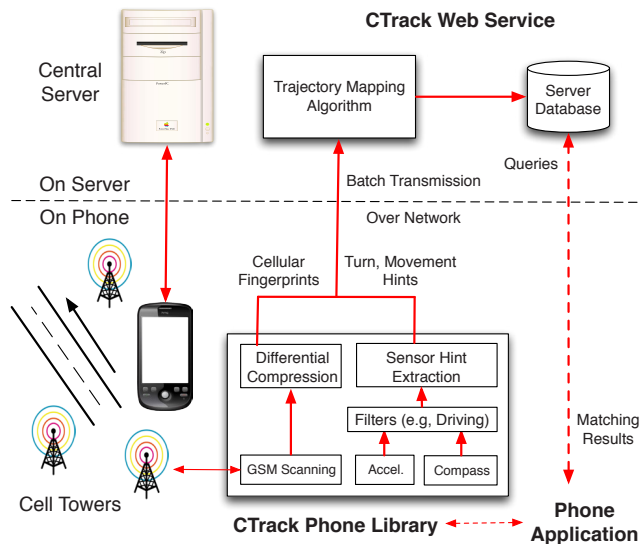 CTrack Web Service
Central
Server
Trajectory Mapping
Algorithm
Server
Database
Queries
Batch Transmission
On Server
On Phone
Over Network
Cellular
Fingerprints
Turn, Movement
Hints
Differential
Compression
Sensor Hint
Extraction
Filters (e.g, Driving)
GSM Scanning
Accel.
Compass
Matching
Results
Cell Towers
CTrack Phone Library
Phone
Application